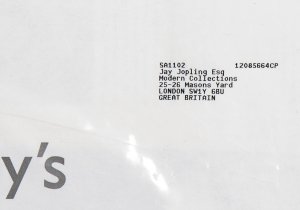 SA1102 12085664CP
Jay Jopling Esq
Modern Collections
25-26 Masons Yard
LONDON SW1Y 6BU
GREAT BRITAIN
y's